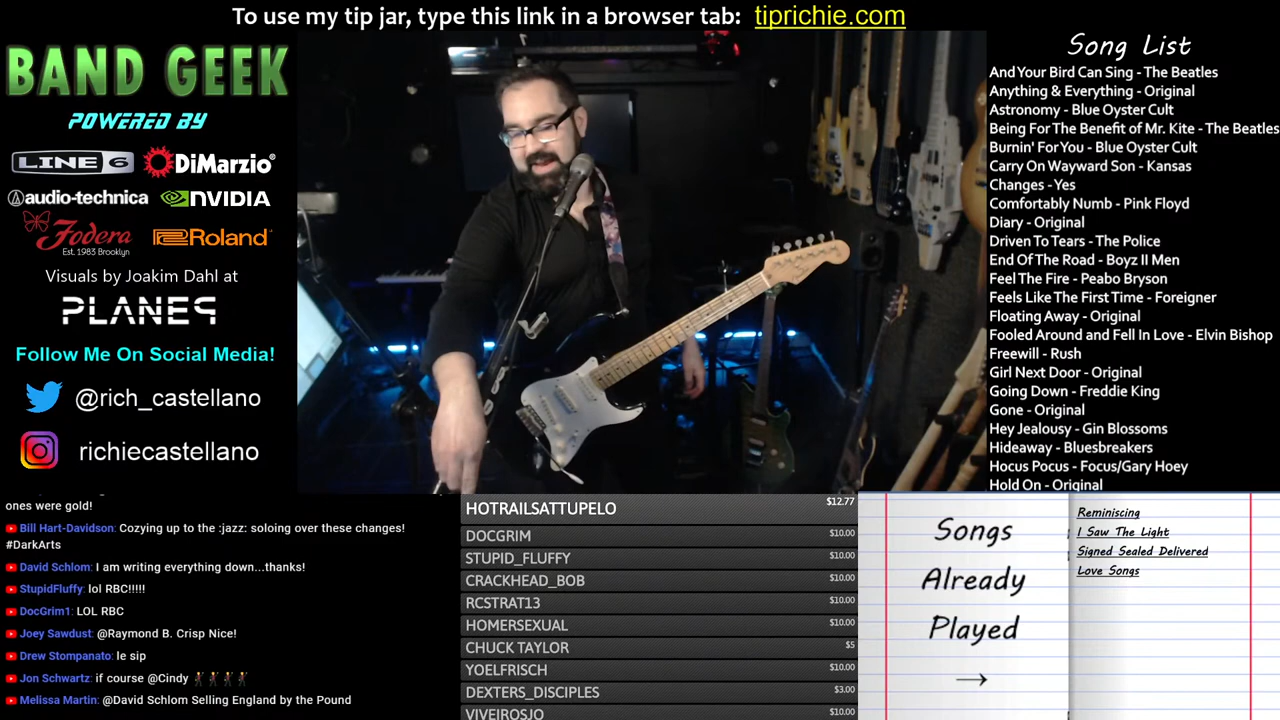 To use my tip jar, type this link in a browser tab: tiprichie.com
BAND GEEK
POWERED BY
LINE 6
DiMarzio
audio-technica
NVIDIA
Fodera
Est. 1983 Brooklyn
Roland
Visuals by Joakim Dahl at
PLANE9
Follow Me On Social Media!
@rich_castellano
richiecastellano
Song List
And Your Bird Can Sing - The Beatles
Anything & Everything - Original
Astronomy - Blue Oyster Cult
Being For The Benefit of Mr. Kite - The Beatles
Burnin' For You - Blue Oyster Cult
Carry On Wayward Son - Kansas
Changes - Yes
Comfortably Numb - Pink Floyd
Diary - Original
Driven To Tears - The Police
End Of The Road - Boyz II Men
Feel The Fire - Peabo Bryson
Feels Like The First Time - Foreigner
Floating Away - Original
Fooled Around and Fell In Love - Elvin Bishop
Freewill - Rush
Girl Next Door - Original
Going Down - Freddie King
Gone - Original
Hey Jealousy - Gin Blossoms
Hideaway - Bluesbreakers
Hocus Pocus - Focus/Gary Hoey
Hold On - Original
ones were gold!
Bill Hart-Davidson: Cozying up to the :jazz: soloing over these changes!
#DarkArts
David Schlom: I am writing everything down...thanks!
StupidFluffy: lol RBC!!!!!
DocGrim1: LOL RBC
Joey Sawdust: @Raymond B. Crisp Nice!
Drew Stompanato: le sip
Jon Schwartz: if course @Cindy
Melissa Martin: @David Schlom Selling England by the Pound
HOTRAILSATTUPELO $12.77
DOCGRIM $10.00
STUPID_FLUFFY $10.00
CRACKHEAD_BOB $10.00
RCSTRAT13 $10.00
HOMERSEXUAL $10.00
CHUCK TAYLOR $5
YOELFRISCH $10.00
DEXTERS_DISCIPLES $3.00
VIVEIROSJO $10.00
Songs
Already
Played
→
Reminiscing
I Saw The Light
Signed Sealed Delivered
Love Songs